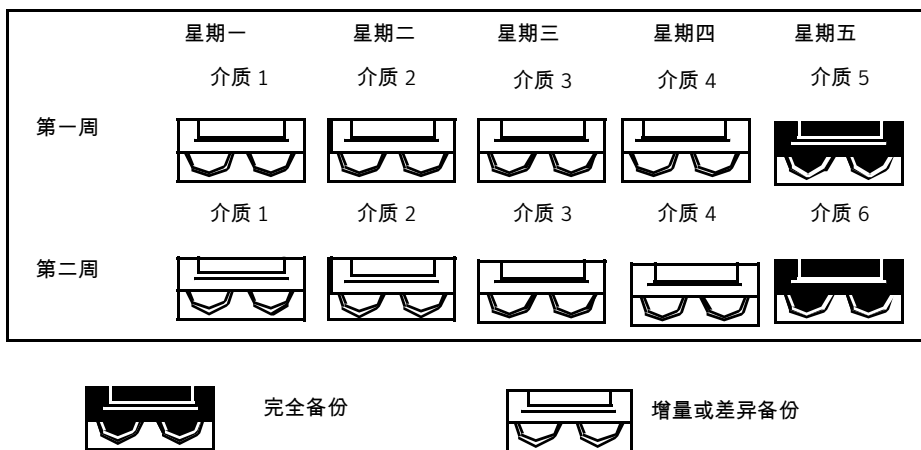 星期一 星期二 星期三 星期四 星期五
介质 1 介质 2 介质 3 介质 4 介质 5
第一周
介质 1 介质 2 介质 3 介质 4 介质 6
第二周
完全备份 增量或差异备份